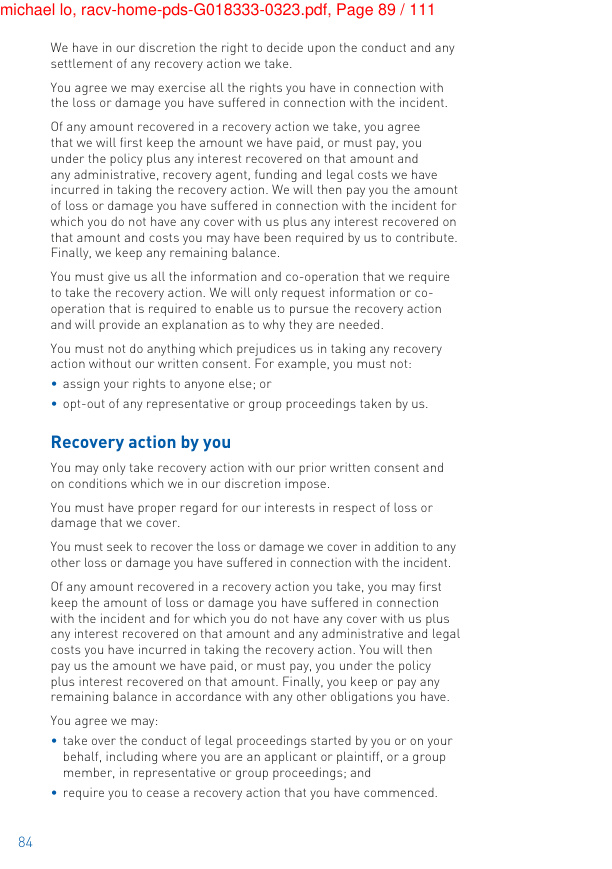 michael lo, racv-home-pds-G018333-0323.pdf, Page 89 / 111
We have in our discretion the right to decide upon the conduct and any
settlement of any recovery action we take.
You agree we may exercise all the rights you have in connection with
the loss or damage you have suffered in connection with the incident.
Of any amount recovered in a recovery action we take, you agree
that we will first keep the amount we have paid, or must pay, you
under the policy plus any interest recovered on that amount and
any administrative, recovery agent, funding and legal costs we have
incurred in taking the recovery action. We will then pay you the amount
of loss or damage you have suffered in connection with the incident for
which you do not have any cover with us plus any interest recovered on
that amount and costs you may have been required by us to contribute.
Finally, we keep any remaining balance.
You must give us all the information and co-operation that we require
to take the recovery action. We will only request information or co-
operation that is required to enable us to pursue the recovery action
and will provide an explanation as to why they are needed.
You must not do anything which prejudices us in taking any recovery
action without our written consent. For example, you must not:
• assign your rights to anyone else; or
• opt-out of any representative or group proceedings taken by us.
Recovery action by you
You may only take recovery action with our prior written consent and
on conditions which we in our discretion impose.
You must have proper regard for our interests in respect of loss or
damage that we cover.
You must seek to recover the loss or damage we cover in addition to any
other loss or damage you have suffered in connection with the incident.
Of any amount recovered in a recovery action you take, you may first
keep the amount of loss or damage you have suffered in connection
with the incident and for which you do not have any cover with us plus
any interest recovered on that amount and any administrative and legal
costs you have incurred in taking the recovery action. You will then
pay us the amount we have paid, or must pay, you under the policy
plus interest recovered on that amount. Finally, you keep or pay any
remaining balance in accordance with any other obligations you have.
You agree we may:
• take over the conduct of legal proceedings started by you or on your
behalf, including where you are an applicant or plaintiff, or a group
member, in representative or group proceedings; and
• require you to cease a recovery action that you have commenced.
84